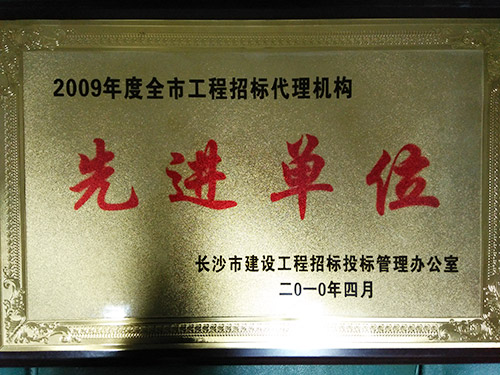 2009年度全市工程招标代理机构
先进单位
长沙市建设工程招标投标管理办公室
二0一0年四月